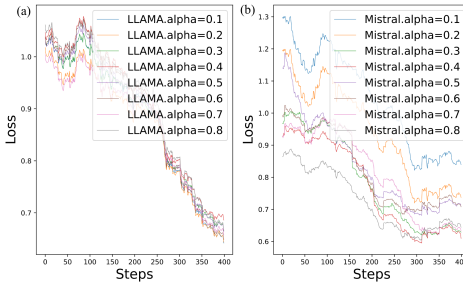 (a)
LLAMA.alpha=0.1
LLAMA.alpha=0.2
LLAMA.alpha=0.3
LLAMA.alpha=0.4
LLAMA.alpha=0.5
LLAMA.alpha=0.6
LLAMA.alpha=0.7
LLAMA.alpha=0.8
1.0
0.9
0.8
0.7
Loss
0
50
100
150
200
250
300
350
400
Steps
(b)
Mistral.alpha=0.1
Mistral.alpha=0.2
Mistral.alpha=0.3
Mistral.alpha=0.4
Mistral.alpha=0.5
Mistral.alpha=0.6
Mistral.alpha=0.7
Mistral.alpha=0.8
1.3
1.2
1.1
1.0
0.9
0.8
0.7
0.6
Loss
0
50
100
150
200
250
300
350
400
Steps